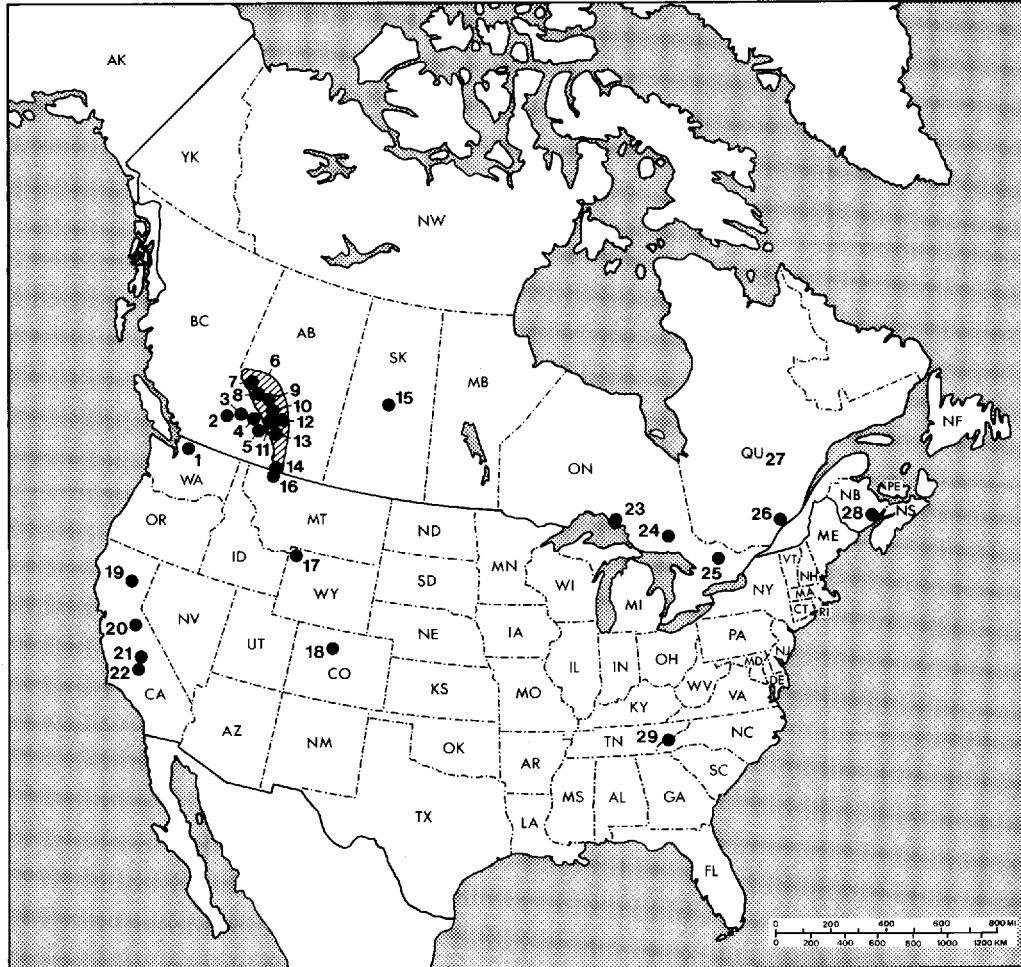 AK
YK
NW
BC
AB
SK
MB
6
7
8
9
10
3
2
12
4
5
11
13
15
14
16
1
WA
ON
QU 27
NF
NB
PE
28
NS
ME
23
24
25
26
OR
ID
MT
ND
MN
17
WY
SD
WI
MI
NY
VT
NH
MA
CT
RI
19
20
21
22
CA
NV
UT
18
CO
NE
IA
IL
IN
OH
PA
NJ
MD
DE
WV
VA
KS
MO
KY
AZ
NM
OK
AR
TN
29
NC
SC
TX
LA
MS
AL
GA
FL
0 200 400 600 800 MI
0 200 400 600 800 1000 1200 KM